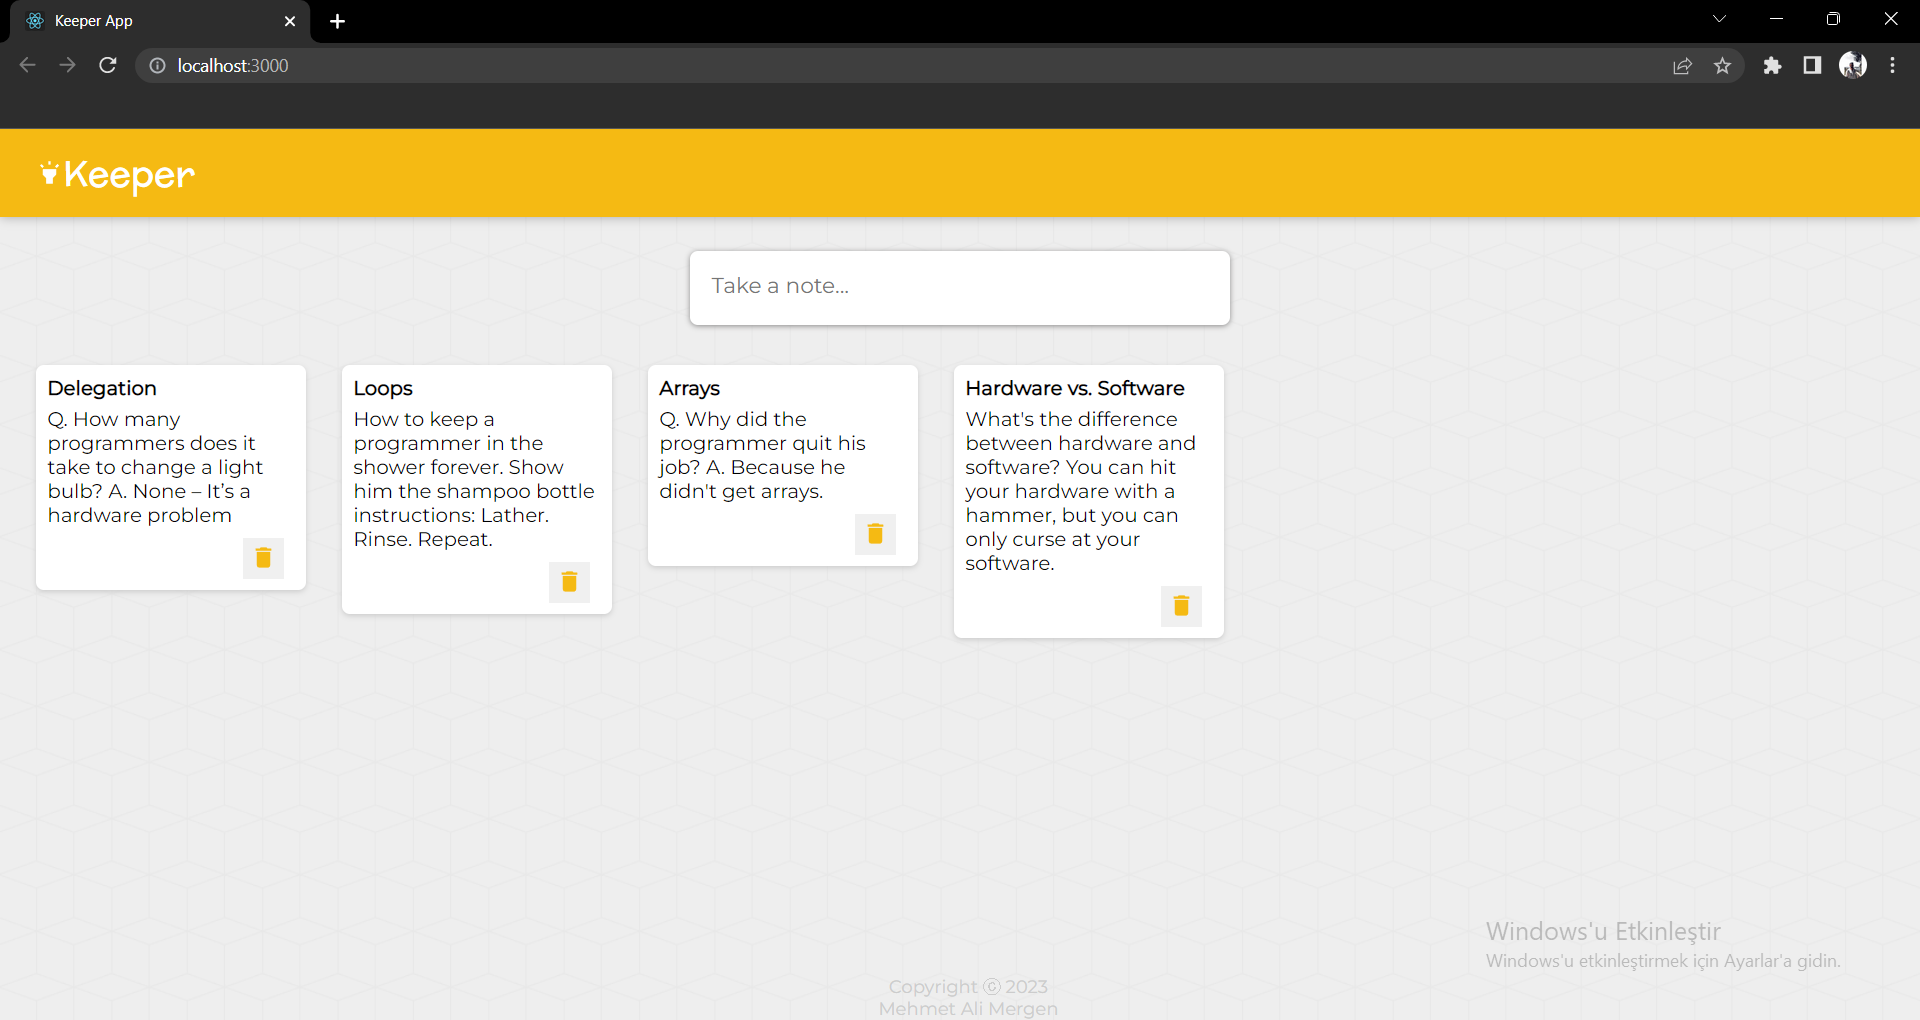 Keeper App
localhost:3000
Keeper
Take a note...
Delegation
Q. How many
programmers does it
take to change a light
bulb? A. None – It’s a
hardware problem
Loops
How to keep a
programmer in the
shower forever. Show
him the shampoo bottle
instructions: Lather.
Rinse. Repeat.
Arrays
Q. Why did the
programmer quit his
job? A. Because he
didn't get arrays.
Hardware vs. Software
What's the difference
between hardware and
software? You can hit
your hardware with a
hammer, but you can
only curse at your
software.
Windows'u Etkinleştir
Windows'u etkinleştirmek için Ayarlar'a gidin.
Copyright © 2023
Mehmet Ali Mergen